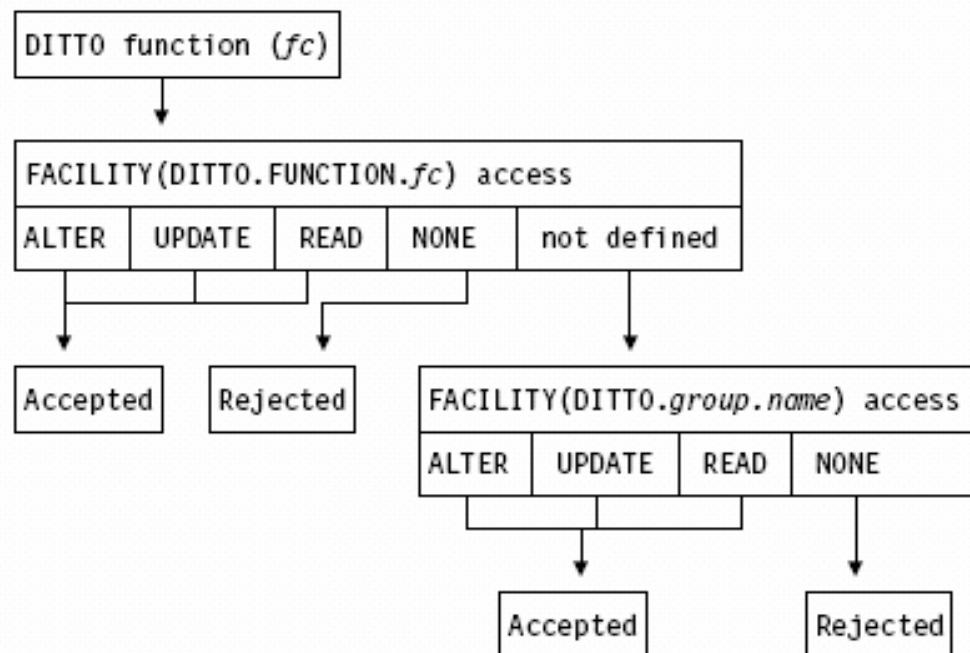 DITTO function (fc)
FACILITY(DITTO.FUNCTION.fc) access
ALTER UPDATE READ NONE not defined
Accepted Rejected FACILITY(DITTO.group.name) access
ALTER UPDATE READ NONE
Accepted Rejected